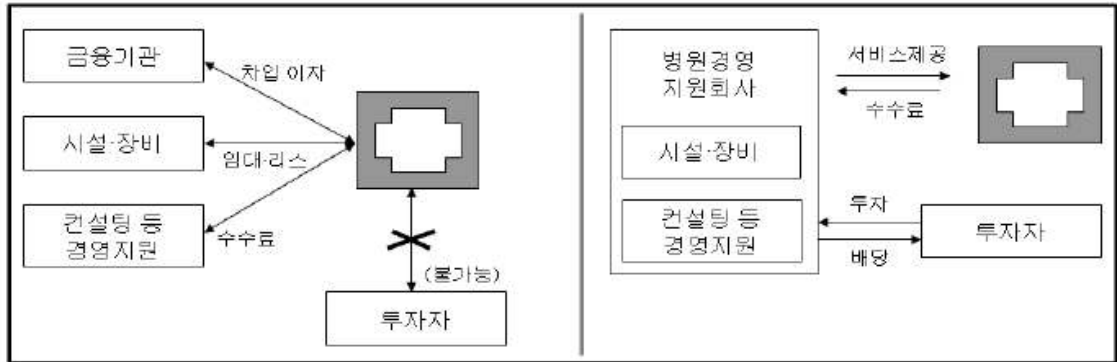 금융기관
차입 이자
시설·장비
임대·리스
컨설팅 등
경영지원
수수료
(불가능)
투자자
병원경영
지원회사
서비스제공
수수료
시설·장비
컨설팅 등
경영지원
투자
배당
투자자